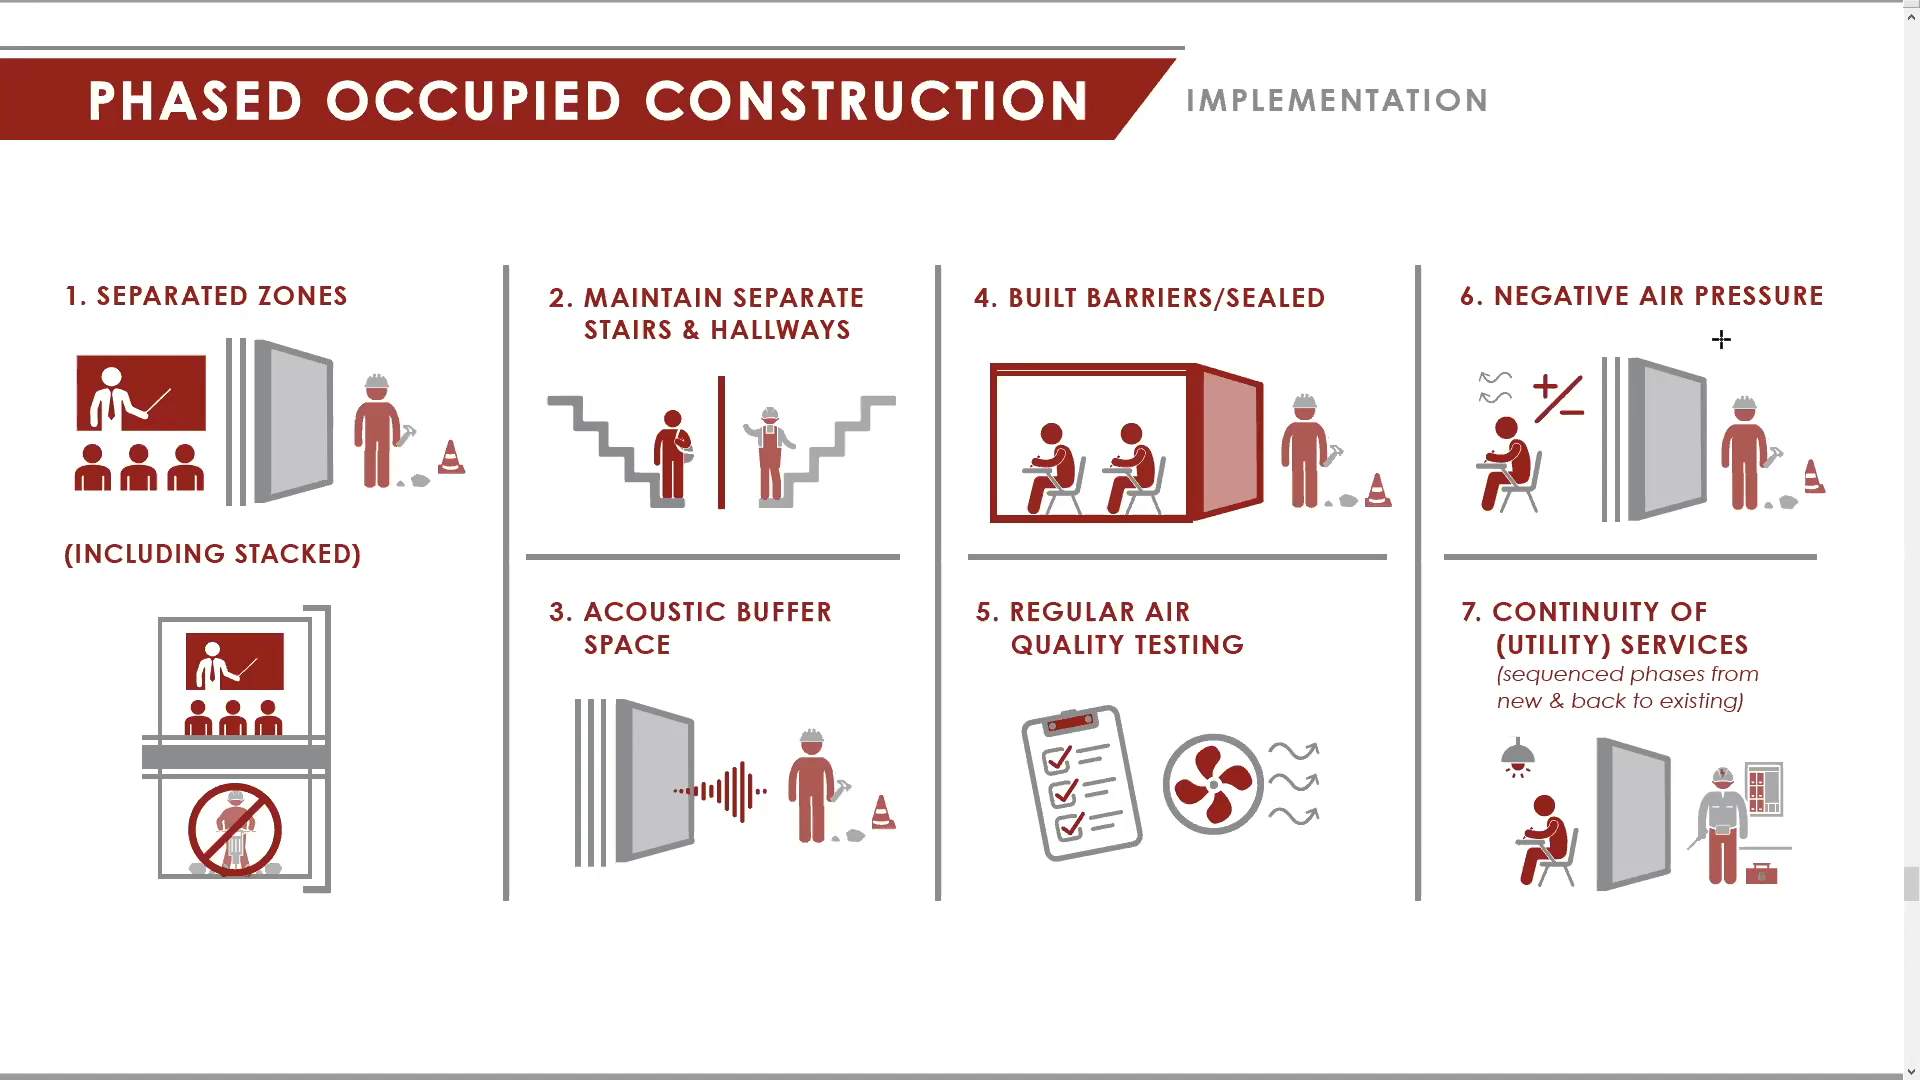 PHASED OCCUPIED CONSTRUCTION
IMPLEMENTATION
1. SEPARATED ZONES
(INCLUDING STACKED)
2. MAINTAIN SEPARATE
STAIRS & HALLWAYS
3. ACOUSTIC BUFFER
SPACE
4. BUILT BARRIERS/SEALED
5. REGULAR AIR
QUALITY TESTING
6. NEGATIVE AIR PRESSURE
7. CONTINUITY OF
(UTILITY) SERVICES
(sequenced phases from
new & back to existing)